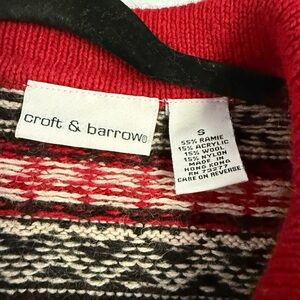 croft & barrow®
S
55% RAMIE
15% ACRYLIC
15% WOOL
15% NYLON
MADE IN
HONG KONG
RN 73277
CARE ON REVERSE